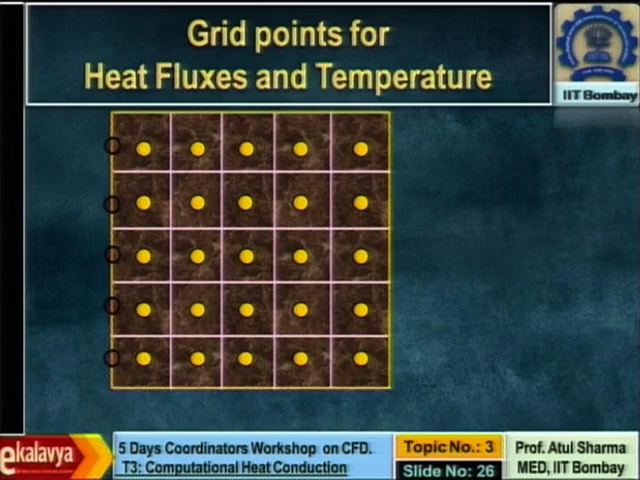 Grid points for
Heat Fluxes and Temperature
IIT Bombay
ekalavya
5 Days Coordinators Workshop on CFD.
T3: Computational Heat Conduction
Topic No.: 3
Slide No: 26
Prof. Atul Sharma
MED, IIT Bombay